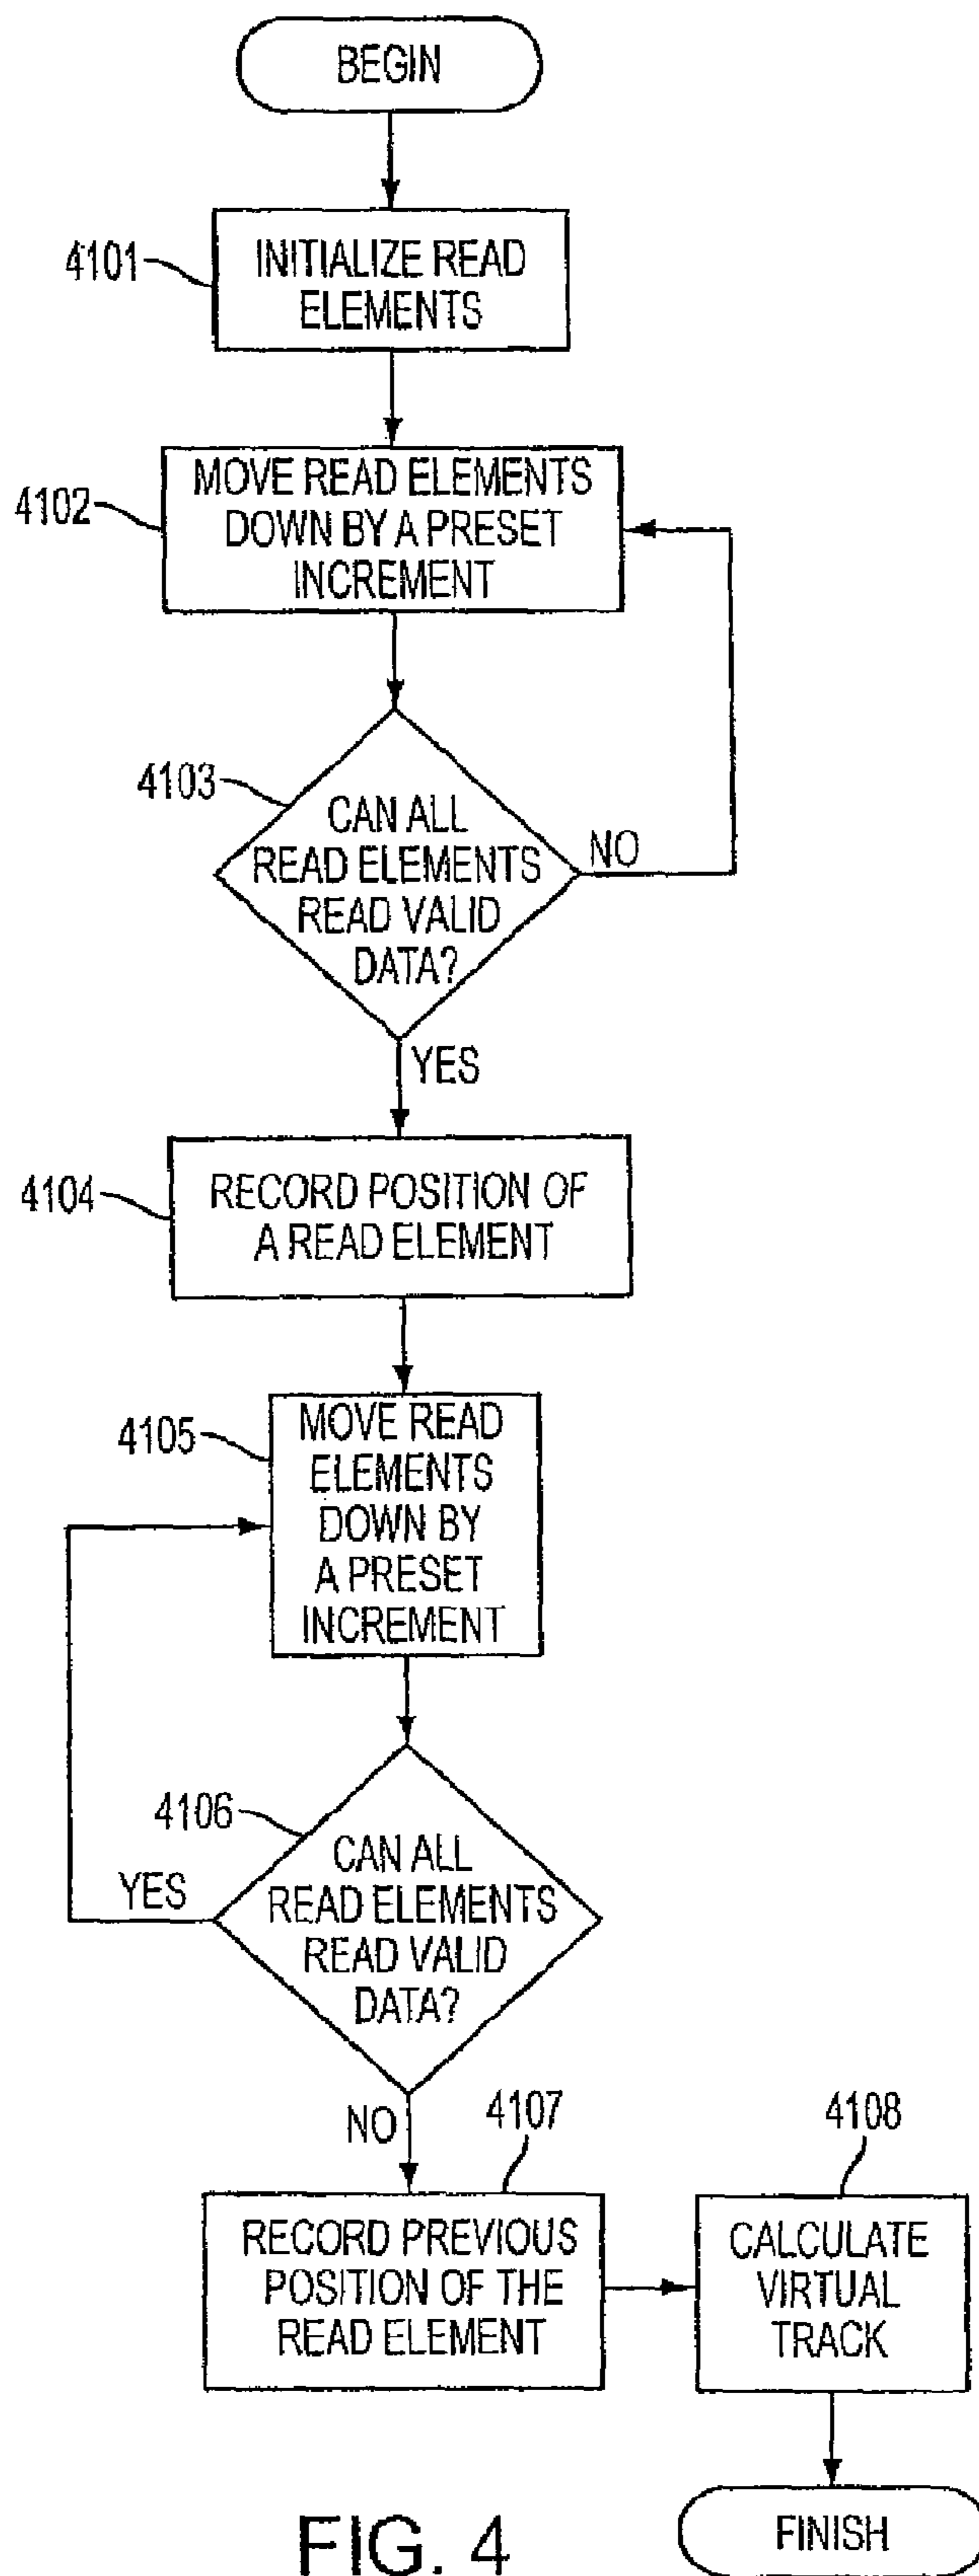 BEGIN
4101
INITIALIZE READ
ELEMENTS
4102
MOVE READ ELEMENTS
DOWN BY A PRESET
INCREMENT
4103
CAN ALL
READ ELEMENTS
READ VALID
DATA?
NO
YES
4104
RECORD POSITION OF
A READ ELEMENT
4105
MOVE READ
ELEMENTS
DOWN BY
A PRESET
INCREMENT
4106
CAN ALL
READ ELEMENTS
READ VALID
DATA?
YES
NO
4107
RECORD PREVIOUS
POSITION OF THE
READ ELEMENT
4108
CALCULATE
VIRTUAL
TRACK
FINISH
FIG. 4